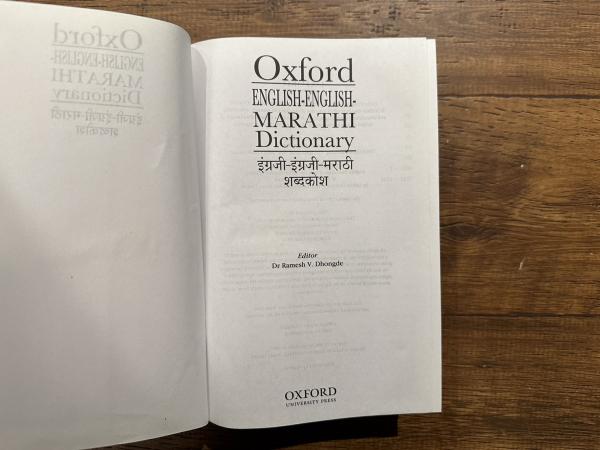 Oxford
ENGLISH-ENGLISH-
MARATHI
Dictionary
इंग्रजी-इंग्रजी-मराठी
शब्दकोश
Editor
Dr Ramesh V. Dhongde
OXFORD
UNIVERSITY PRESS